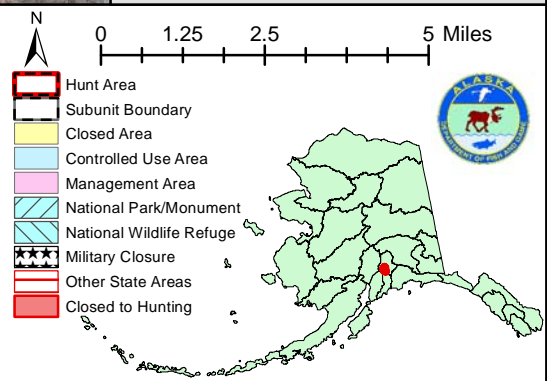 N
0 1.25 2.5 5 Miles
Hunt Area
Subunit Boundary
Closed Area
Controlled Use Area
Management Area
National Park/Monument
National Wildlife Refuge
Military Closure
Other State Areas
Closed to Hunting
ALASKA
DEPARTMENT OF FISH AND GAME